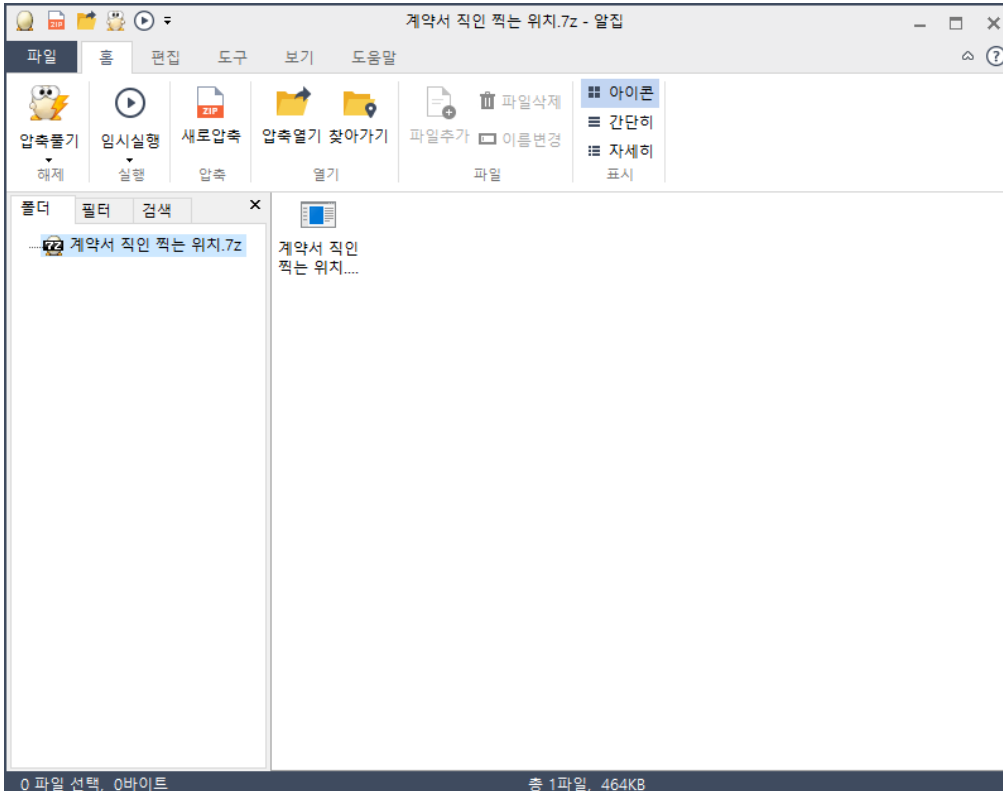 계약서 직인 찍는 위치.7z - 알집
파일 홈 편집 도구 보기 도움말
압축풀기 임시실행 새로압축 압축열기 찾아가기 파일추가 파일삭제 이름변경 아이콘 간단히 자세히
해제 실행 압축 열기 파일 표시
폴더 필터 검색
계약서 직인 찍는 위치.7z
계약서 직인
찍는 위치....
0 파일 선택, 0바이트 총 1파일, 464KB